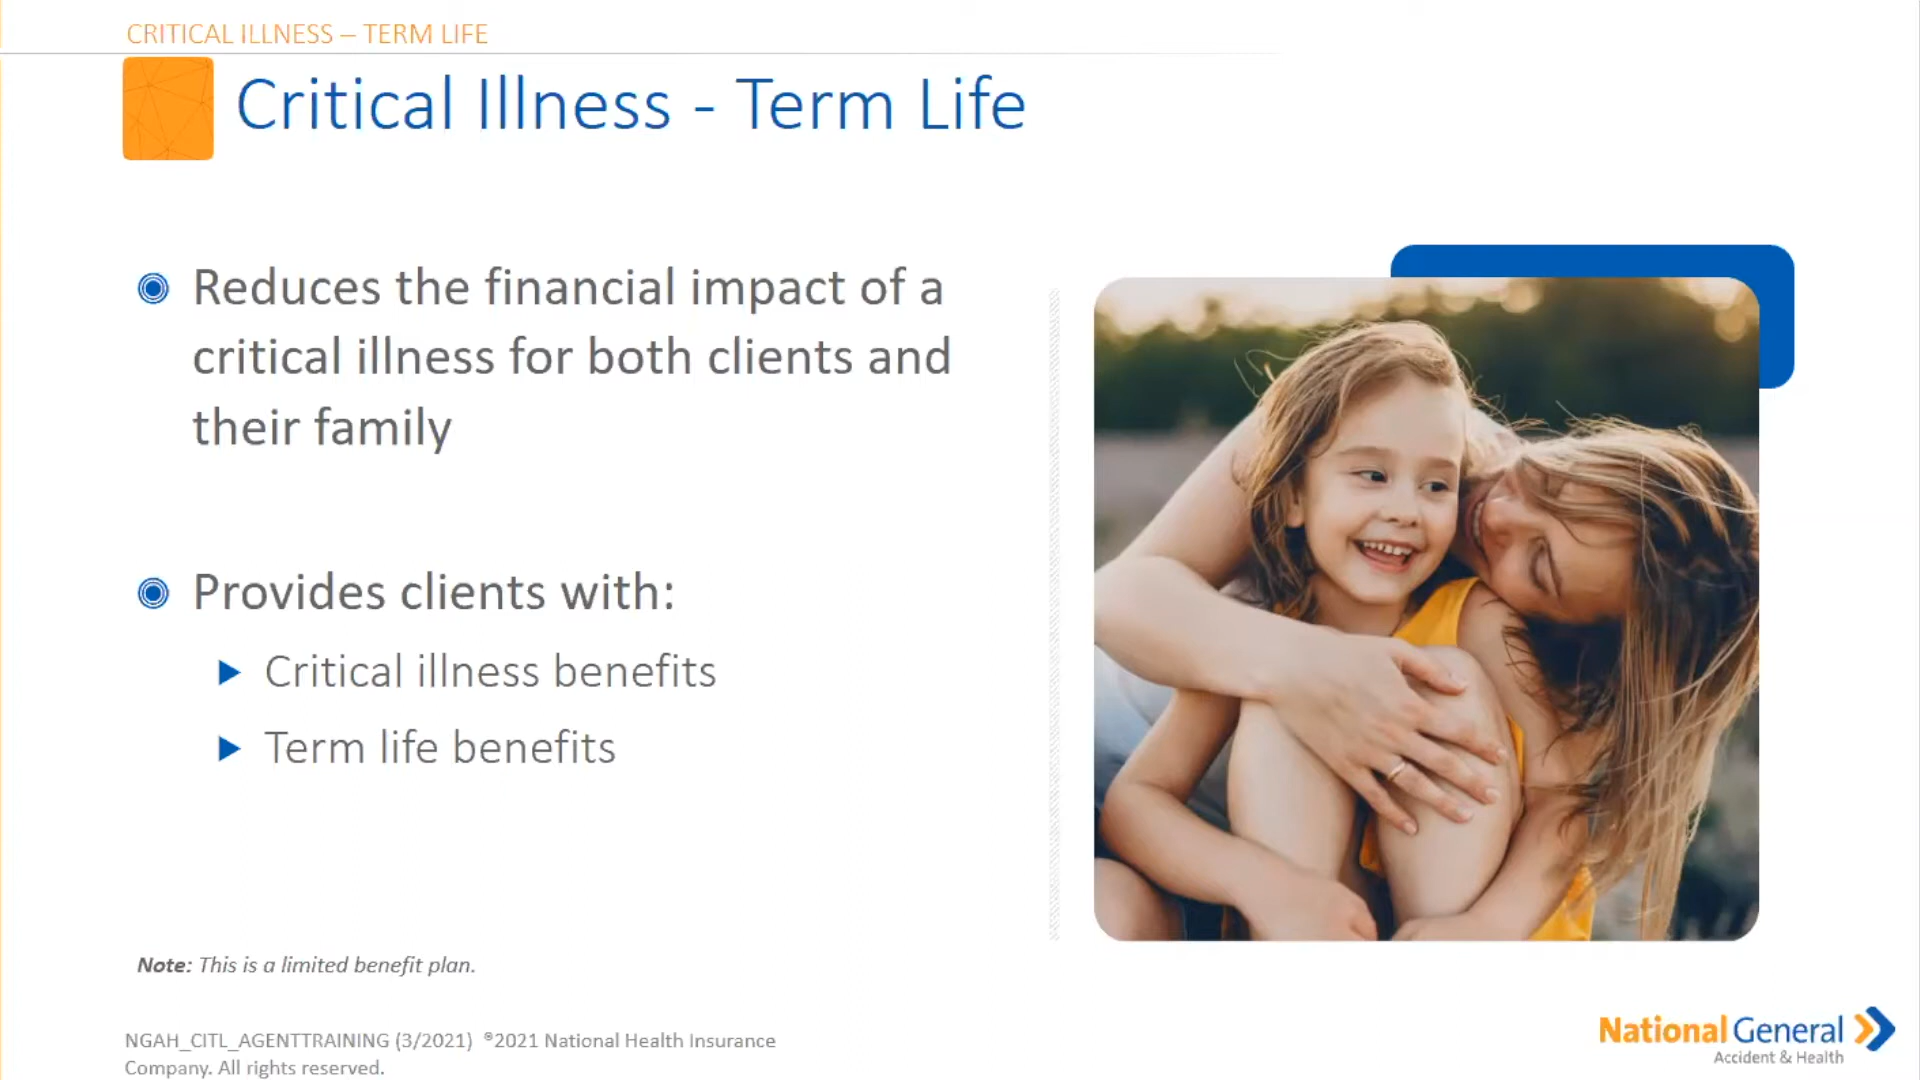 CRITICAL ILLNESS – TERM LIFE
Critical Illness - Term Life
Reduces the financial impact of a
critical illness for both clients and
their family
Provides clients with:
Critical illness benefits
Term life benefits
Note: This is a limited benefit plan.
NGAH_CITL_AGENTTRAINING (3/2021) ©2021 National Health Insurance
Company. All rights reserved.
National General
Accident & Health